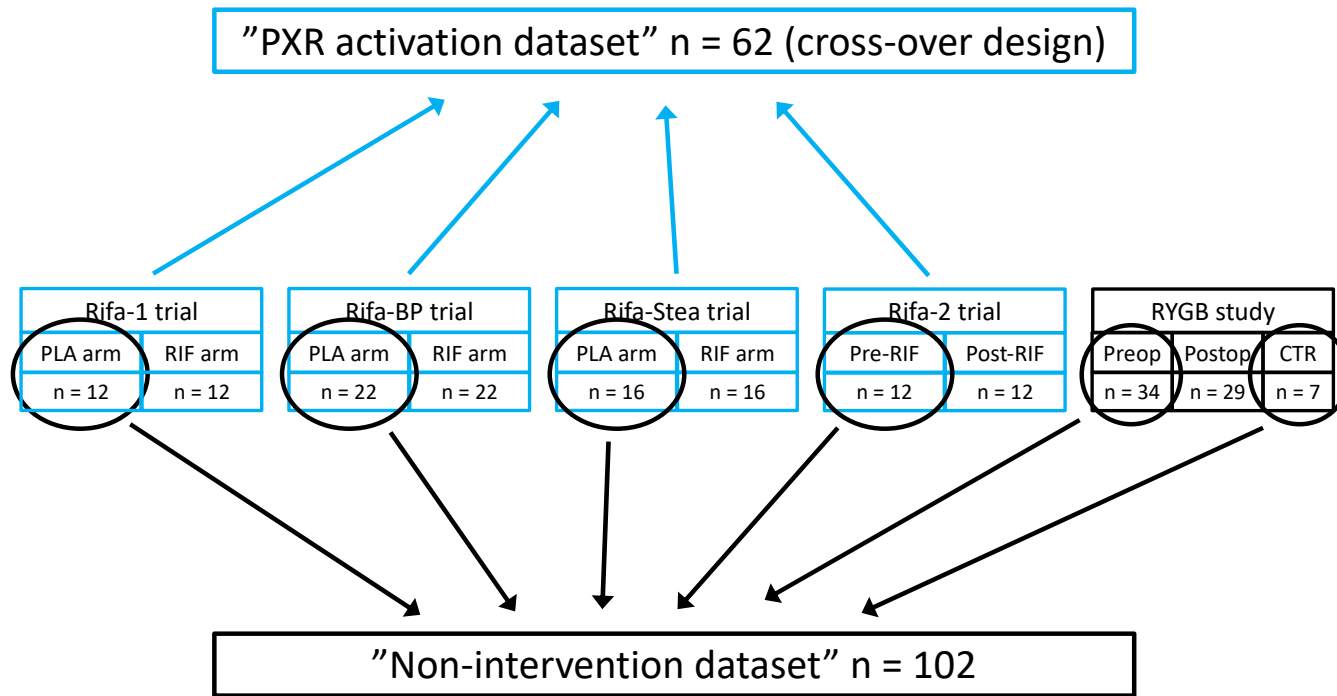 ”PXR activation dataset” n = 62 (cross-over design)
Rifa-1 trial
PLA arm RIF arm
n = 12 n = 12
Rifa-BP trial
PLA arm RIF arm
n = 22 n = 22
Rifa-Stea trial
PLA arm RIF arm
n = 16 n = 16
Rifa-2 trial
Pre-RIF Post-RIF
n = 12 n = 12
RYGB study
Preop Postop CTR
n = 34 n = 29 n = 7
”Non-intervention dataset” n = 102